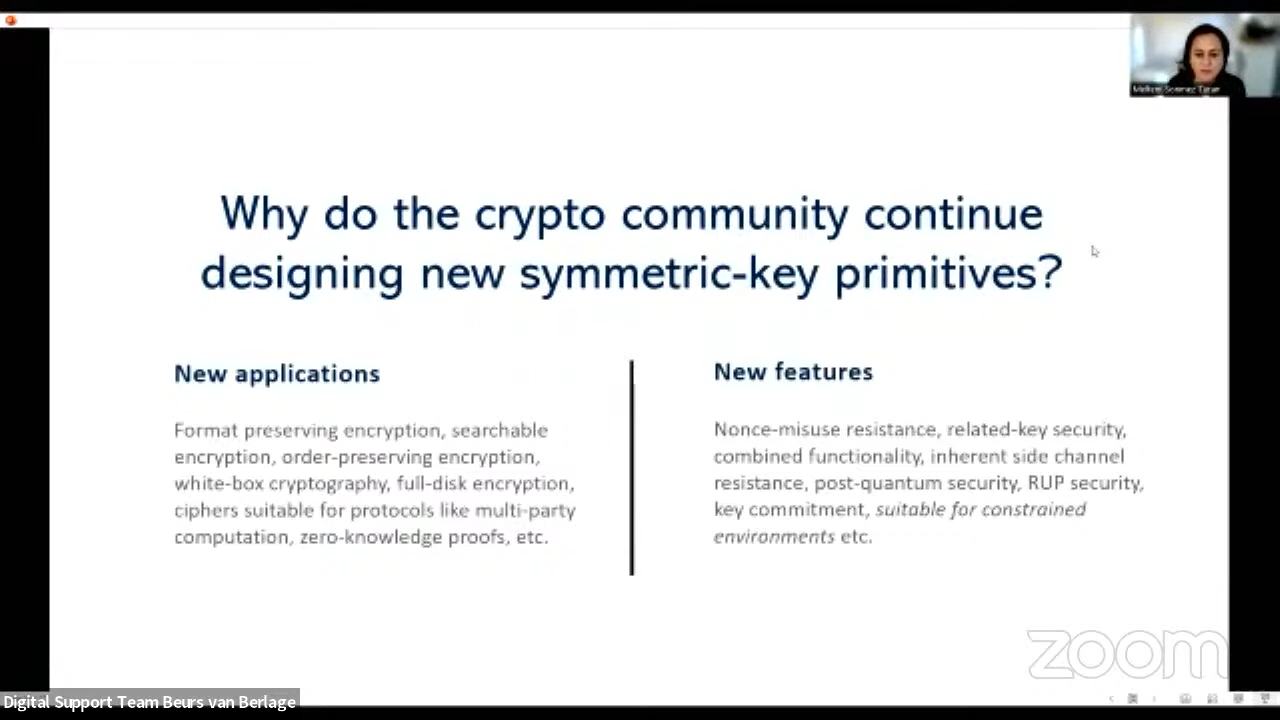 Meltem Sonmez Turan
Why do the crypto community continue
designing new symmetric-key primitives?
New applications
Format preserving encryption, searchable
encryption, order-preserving encryption,
white-box cryptography, full-disk encryption,
ciphers suitable for protocols like multi-party
computation, zero-knowledge proofs, etc.
New features
Nonce-misuse resistance, related-key security,
combined functionality, inherent side channel
resistance, post-quantum security, RUP security,
key commitment, suitable for constrained
environments etc.
zoom
Digital Support Team Beurs van Berlage